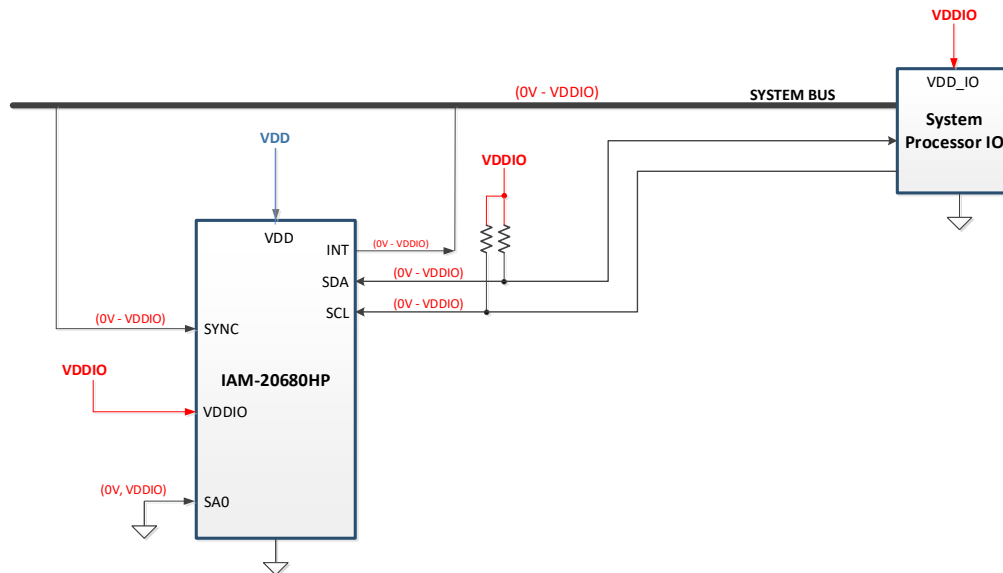 VDDIO
(0V - VDDIO)
SYSTEM BUS
VDD_IO
System
Processor IO
VDD
VDDIO
VDD
INT
(0V - VDDIO)
SDA
(0V - VDDIO)
SCL
(0V - VDDIO)
(0V - VDDIO)
SYNC
VDDIO
IAM-20680HP
VDDIO
(0V, VDDIO)
SA0